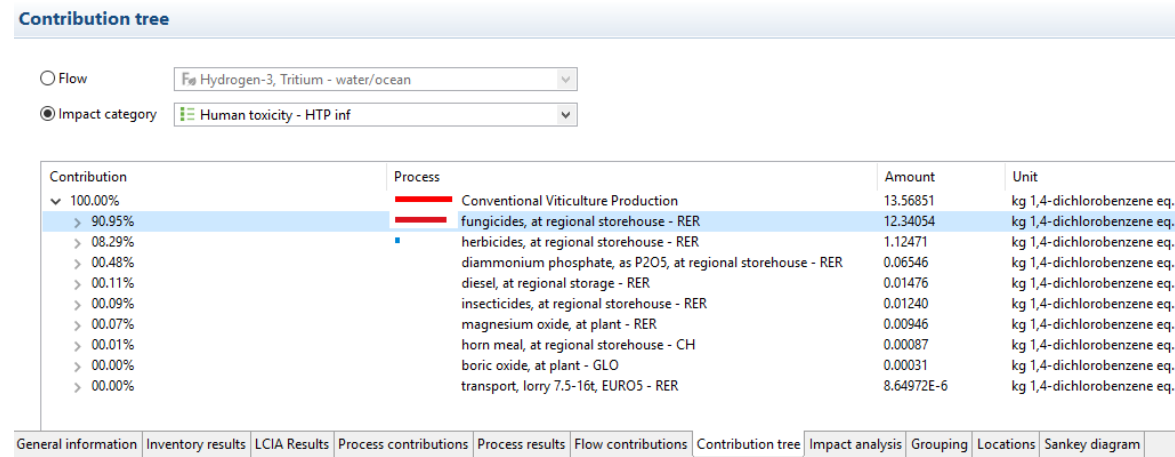 Contribution tree
Flow Hydrogen-3, Tritium - water/ocean
Impact category Human toxicity - HTP inf
Contribution Process Amount Unit
100.00% Conventional Viticulture Production 13.56851 kg 1,4-dichlorobenzene eq.
90.95% fungicides, at regional storehouse - RER 12.34054 kg 1,4-dichlorobenzene eq.
08.29% herbicides, at regional storehouse - RER 1.12471 kg 1,4-dichlorobenzene eq.
00.48% diammonium phosphate, as P2O5, at regional storehouse - RER 0.06546 kg 1,4-dichlorobenzene eq.
00.11% diesel, at regional storage - RER 0.01476 kg 1,4-dichlorobenzene eq.
00.09% insecticides, at regional storehouse - RER 0.01240 kg 1,4-dichlorobenzene eq.
00.07% magnesium oxide, at plant - RER 0.00946 kg 1,4-dichlorobenzene eq.
00.01% horn meal, at regional storehouse - CH 0.00087 kg 1,4-dichlorobenzene eq.
00.00% boric oxide, at plant - GLO 0.00031 kg 1,4-dichlorobenzene eq.
00.00% transport, lorry 7.5-16t, EURO5 - RER 8.64972E-6 kg 1,4-dichlorobenzene eq.
General information Inventory results LCIA Results Process contributions Process results Flow contributions Contribution tree Impact analysis Grouping Locations Sankey diagram